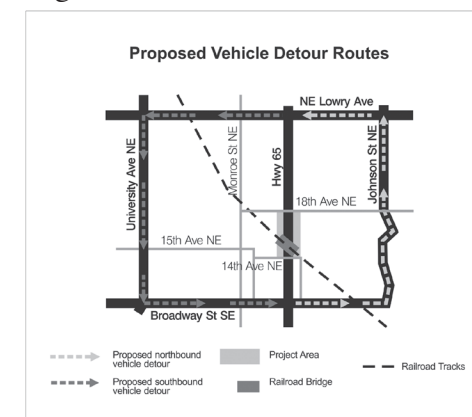 Proposed Vehicle Detour Routes
NE Lowry Ave
University Ave NE
Monroe St NE
Hwy 65
Johnson St NE
18th Ave NE
15th Ave NE
14th Ave NE
Broadway St SE
Proposed northbound
vehicle detour
Project Area
Railroad Tracks
Proposed southbound
vehicle detour
Railroad Bridge